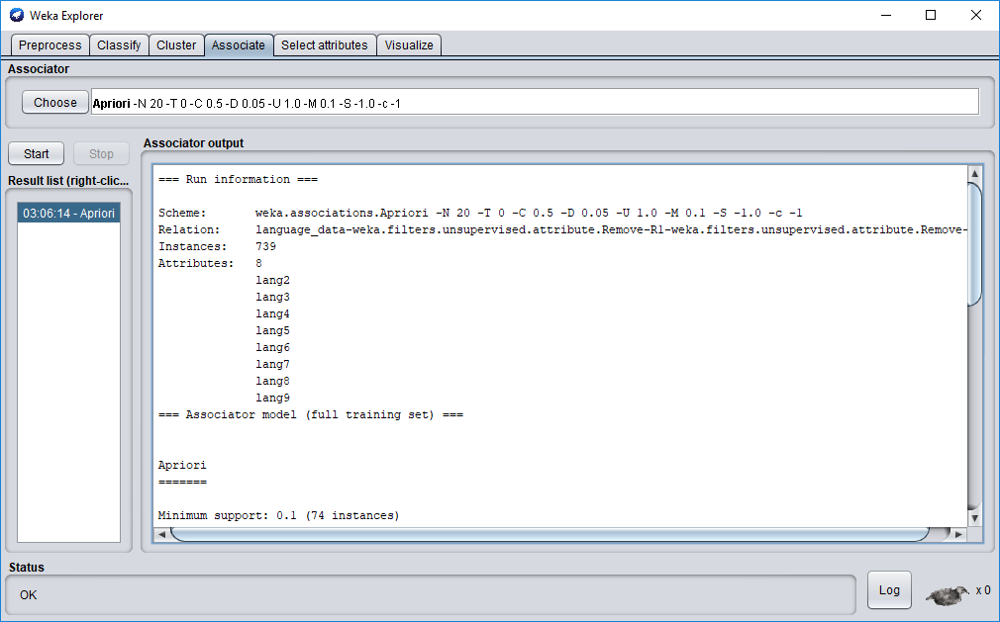 Weka Explorer
Preprocess Classify Cluster Associate Select attributes Visualize
Associator
Choose Apriori -N 20 -T 0 -C 0.5 -D 0.05 -U 1.0 -M 0.1 -S -1.0 -c -1
Start Stop
Result list (right-clic...
03:06:14 - Apriori
Associator output
=== Run information ===
Scheme: weka.associations.Apriori -N 20 -T 0 -C 0.5 -D 0.05 -U 1.0 -M 0.1 -S -1.0 -c -1
Relation: language_data-weka.filters.unsupervised.attribute.Remove-R1-weka.filters.unsupervised.attribute.Remove-
Instances: 739
Attributes: 8
lang2
lang3
lang4
lang5
lang6
lang7
lang8
lang9
=== Associator model (full training set) ===
Apriori
=======
Minimum support: 0.1 (74 instances)
Status
OK
Log
x 0